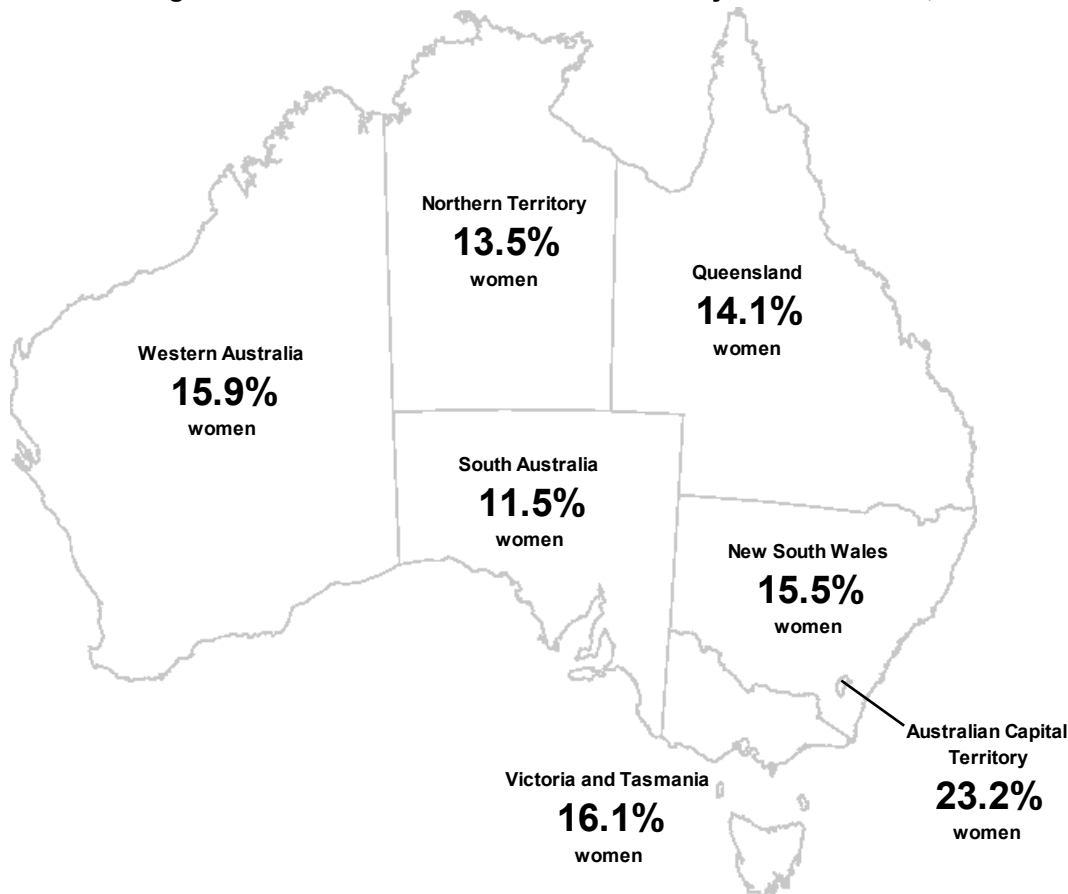 Northern Territory
13.5%
women
Queensland
14.1%
women
Western Australia
15.9%
women
South Australia
11.5%
women
New South Wales
15.5%
women
Australian Capital
Territory
23.2%
women
Victoria and Tasmania
16.1%
women